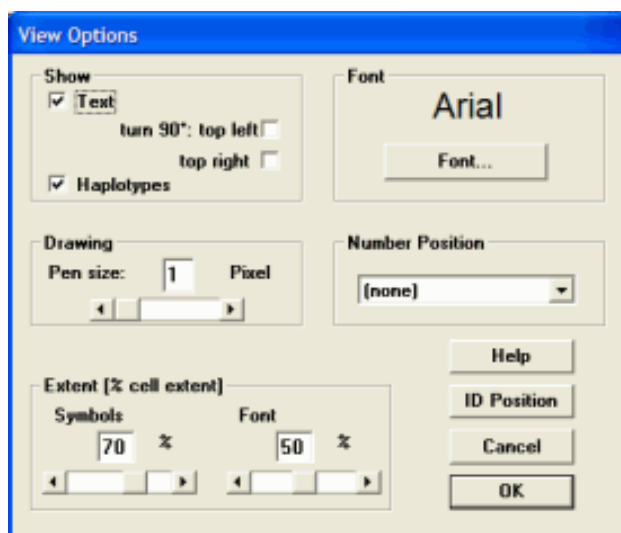 View Options
Show
Text
turn 90°: top left
top right
Haplotypes
Font
Arial
Font...
Drawing
Pen size: 1 Pixel
Number Position
(none)
Extent [% cell extent]
Symbols
70 %
Font
50 %
Help
ID Position
Cancel
OK